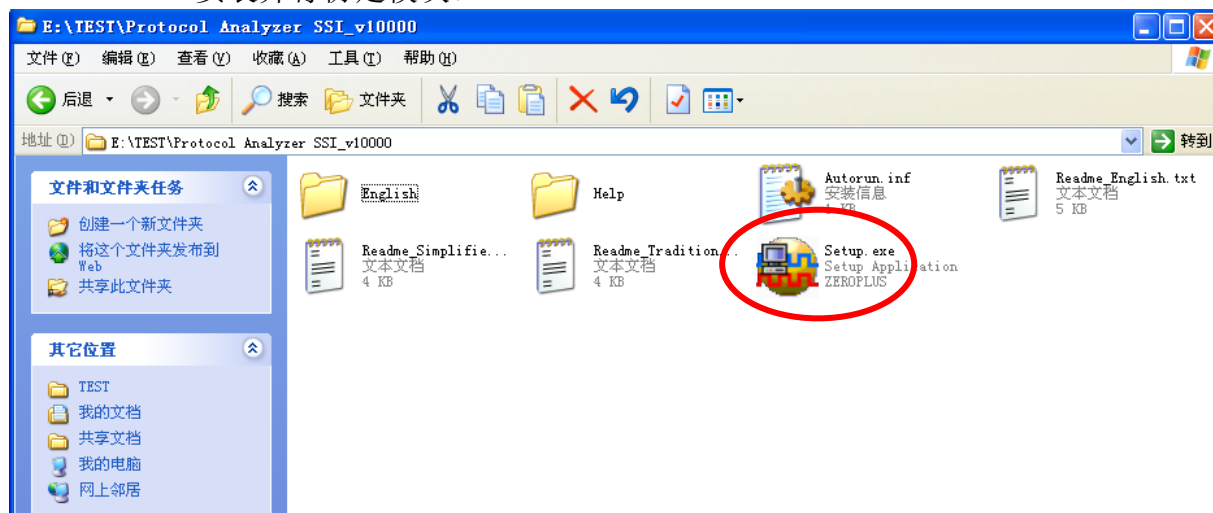 E:\TEST\Protocol Analyzer SSI_v10000
文件(F) 编辑(E) 查看(V) 收藏(A) 工具(T) 帮助(H)
后退 搜索 文件夹
地址(D) E:\TEST\Protocol Analyzer SSI_v10000 转到
文件和文件夹任务
创建一个新文件夹
将这个文件夹发布到
Web
共享此文件夹
其它位置
TEST
我的文档
共享文档
我的电脑
网上邻居
English
Help
Autorun.inf
安装信息
1 KB
Readme_English.txt
文本文档
5 KB
Readme_Simplifie...
文本文档
4 KB
Readme_Tradition...
文本文档
4 KB
Setup.exe
Setup Application
ZEROPLUS